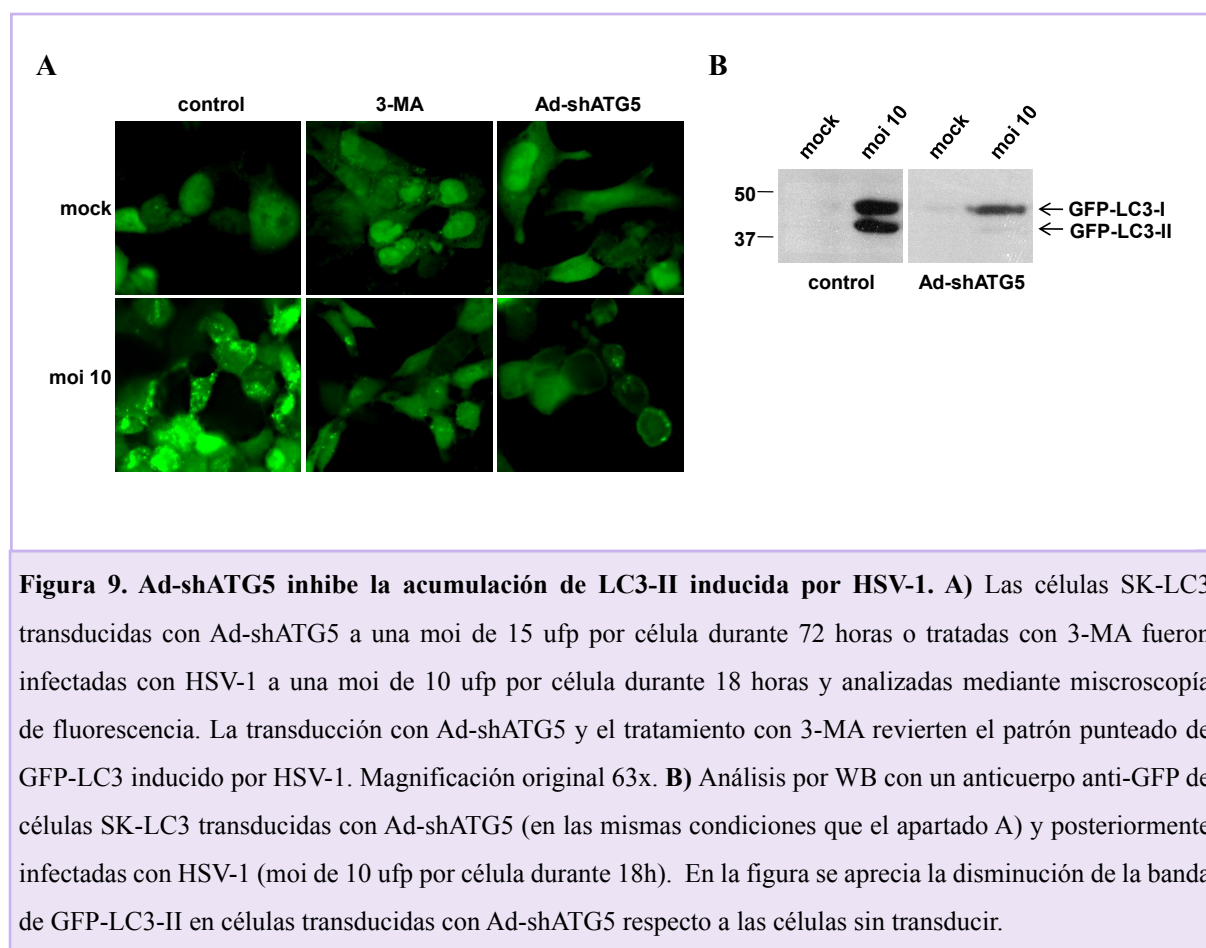 A
B
control
3-MA
Ad-shATG5
mock
moi 10
mock
moi 10
mock
moi 10
50
37
GFP-LC3-I
GFP-LC3-II
control
Ad-shATG5
Figura 9. Ad-shATG5 inhibe la acumulación de LC3-II inducida por HSV-1. A) Las células SK-LC3
transducidas con Ad-shATG5 a una moi de 15 ufp por célula durante 72 horas o tratadas con 3-MA fueron
infectadas con HSV-1 a una moi de 10 ufp por célula durante 18 horas y analizadas mediante miscroscopía
de fluorescencia. La transducción con Ad-shATG5 y el tratamiento con 3-MA revierten el patrón punteado de
GFP-LC3 inducido por HSV-1. Magnificación original 63x. B) Análisis por WB con un anticuerpo anti-GFP de
células SK-LC3 transducidas con Ad-shATG5 (en las mismas condiciones que el apartado A) y posteriormente
infectadas con HSV-1 (moi de 10 ufp por célula durante 18h). En la figura se aprecia la disminución de la banda
de GFP-LC3-II en células transducidas con Ad-shATG5 respecto a las células sin transducir.